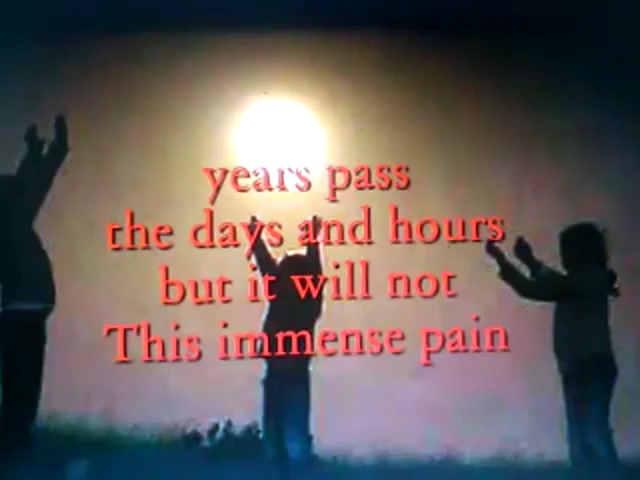 years pass
the days and hours
but it will not
This immense pain